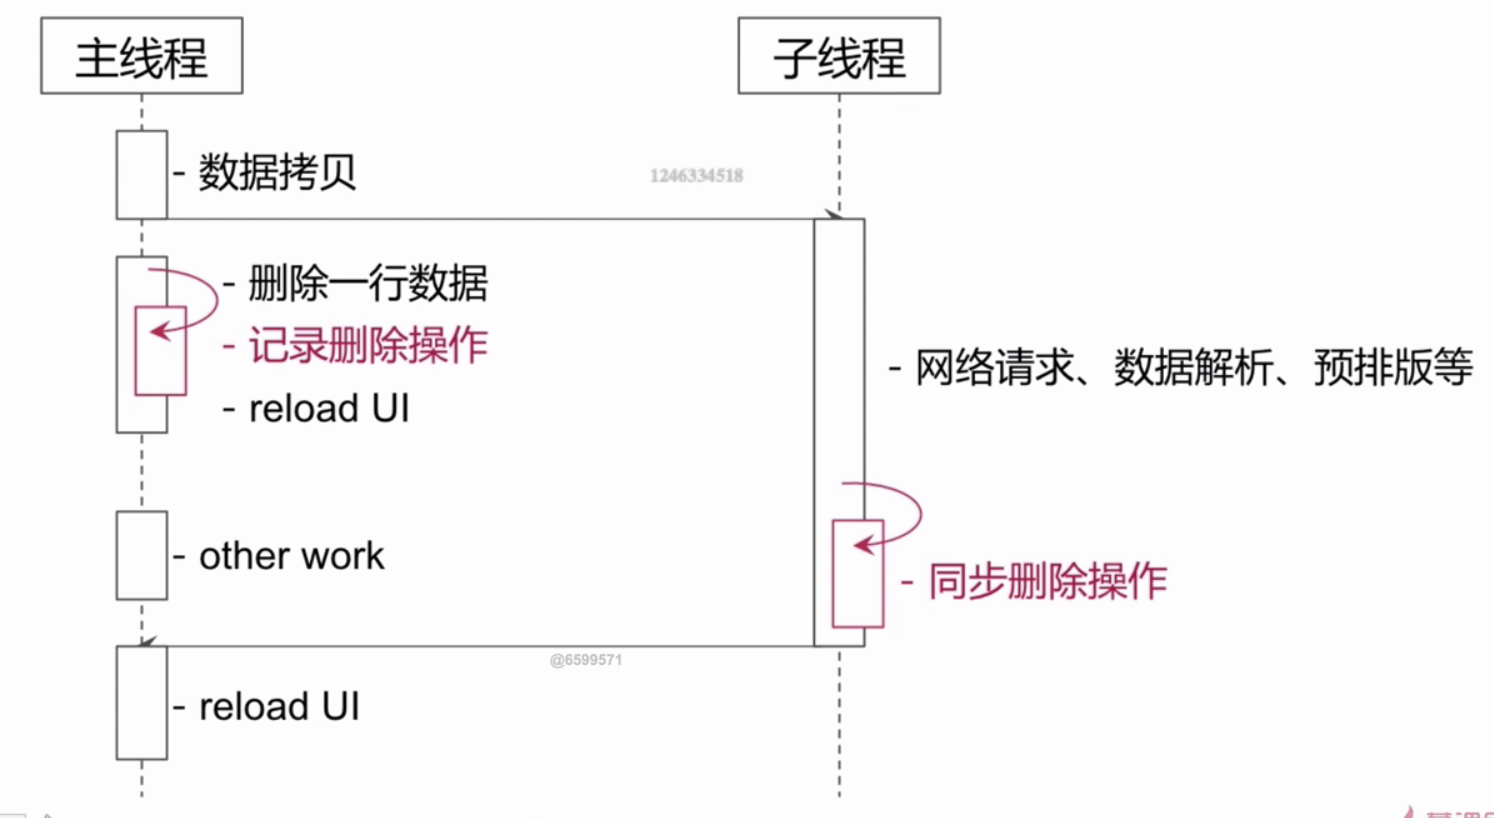 主线程
子线程
- 数据拷贝
1246334518
- 删除一行数据
- 记录删除操作
- 网络请求、数据解析、预排版等
- reload UI
- other work
- 同步删除操作
@6599571
- reload UI